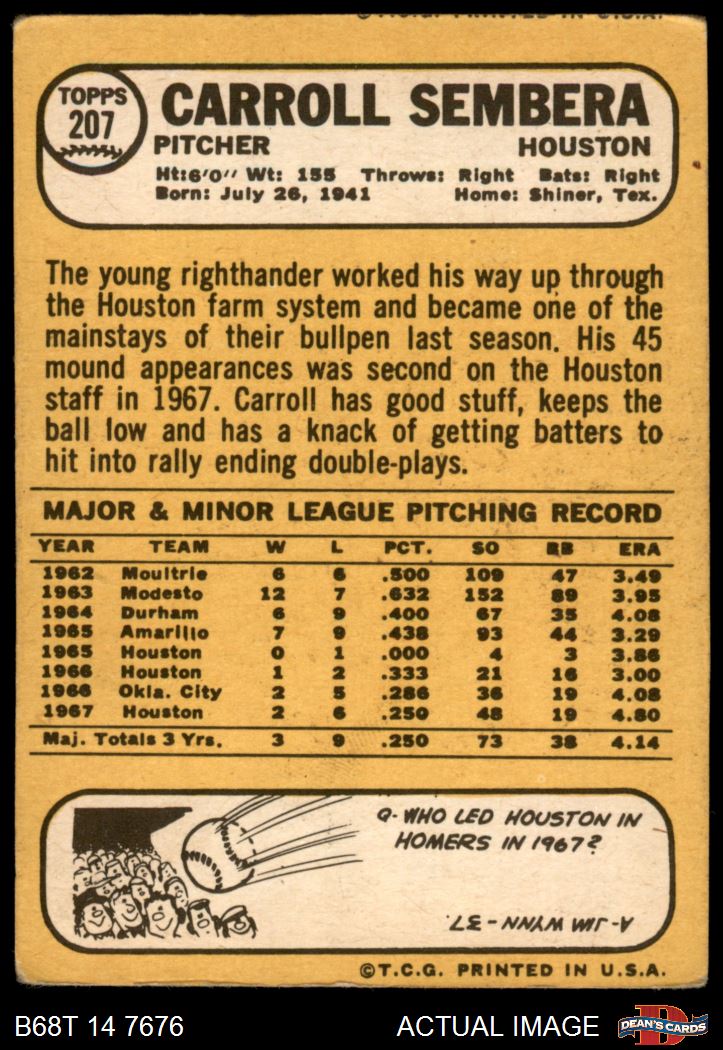 ©T.C.G. PRINTED IN U.S.A.
TOPPS
207
CARROLL SEMBERA
PITCHER HOUSTON
Ht:6'0'' Wt: 155 Throws: Right Bats: Right
Born: July 26, 1941 Home: Shiner, Tex.
The young righthander worked his way up through
the Houston farm system and became one of the
mainstays of their bullpen last season. His 45
mound appearances was second on the Houston
staff in 1967. Carroll has good stuff, keeps the
ball low and has a knack of getting batters to
hit into rally ending double-plays.
MAJOR & MINOR LEAGUE PITCHING RECORD
YEAR TEAM W L PCT. SO BB ERA
1962 Moultrie 6 6 .500 109 47 3.49
1963 Modesto 12 7 .632 152 89 3.95
1964 Durham 6 9 .400 67 35 4.08
1965 Amarillo 7 9 .438 93 44 3.29
1965 Houston 0 1 .000 4 3 3.86
1966 Houston 1 2 .333 21 16 3.00
1966 Okla. City 2 5 .286 36 19 4.08
1967 Houston 2 6 .250 48 19 4.80
Maj. Totals 3 Yrs. 3 9 .250 73 38 4.14
Q- WHO LED HOUSTON IN
HOMERS IN 1967?
A- JIM WYNN - 37.
©T.C.G. PRINTED IN U.S.A.
B68T 14 7676 ACTUAL IMAGE
D
DEAN'S CARDS